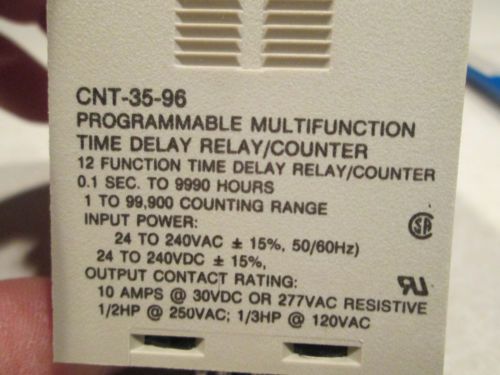 CNT-35-96
PROGRAMMABLE MULTIFUNCTION
TIME DELAY RELAY/COUNTER
12 FUNCTION TIME DELAY RELAY/COUNTER
0.1 SEC. TO 9990 HOURS
1 TO 99,900 COUNTING RANGE
INPUT POWER:
24 TO 240VAC ± 15%, 50/60Hz)
24 TO 240VDC ± 15%,
OUTPUT CONTACT RATING:
10 AMPS @ 30VDC OR 277VAC RESISTIVE
1/2HP @ 250VAC; 1/3HP @ 120VAC